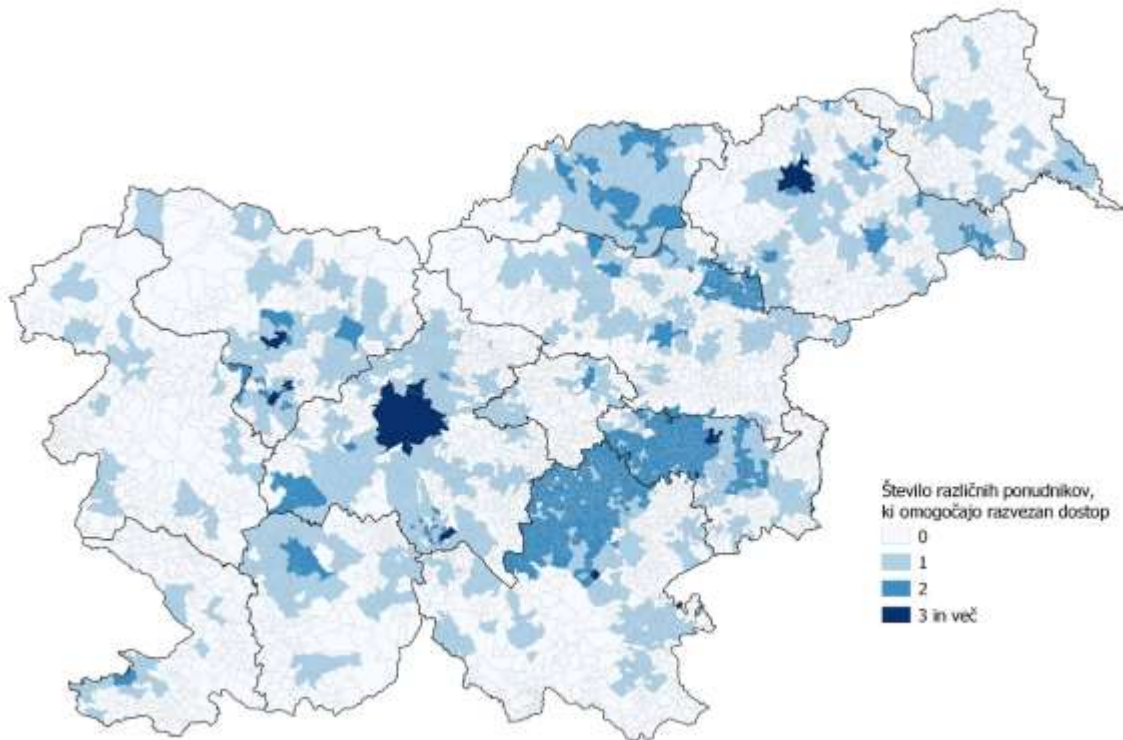 Število različnih ponudnikov,
ki omogočajo razvezan dostop
0
1
2
3 in več